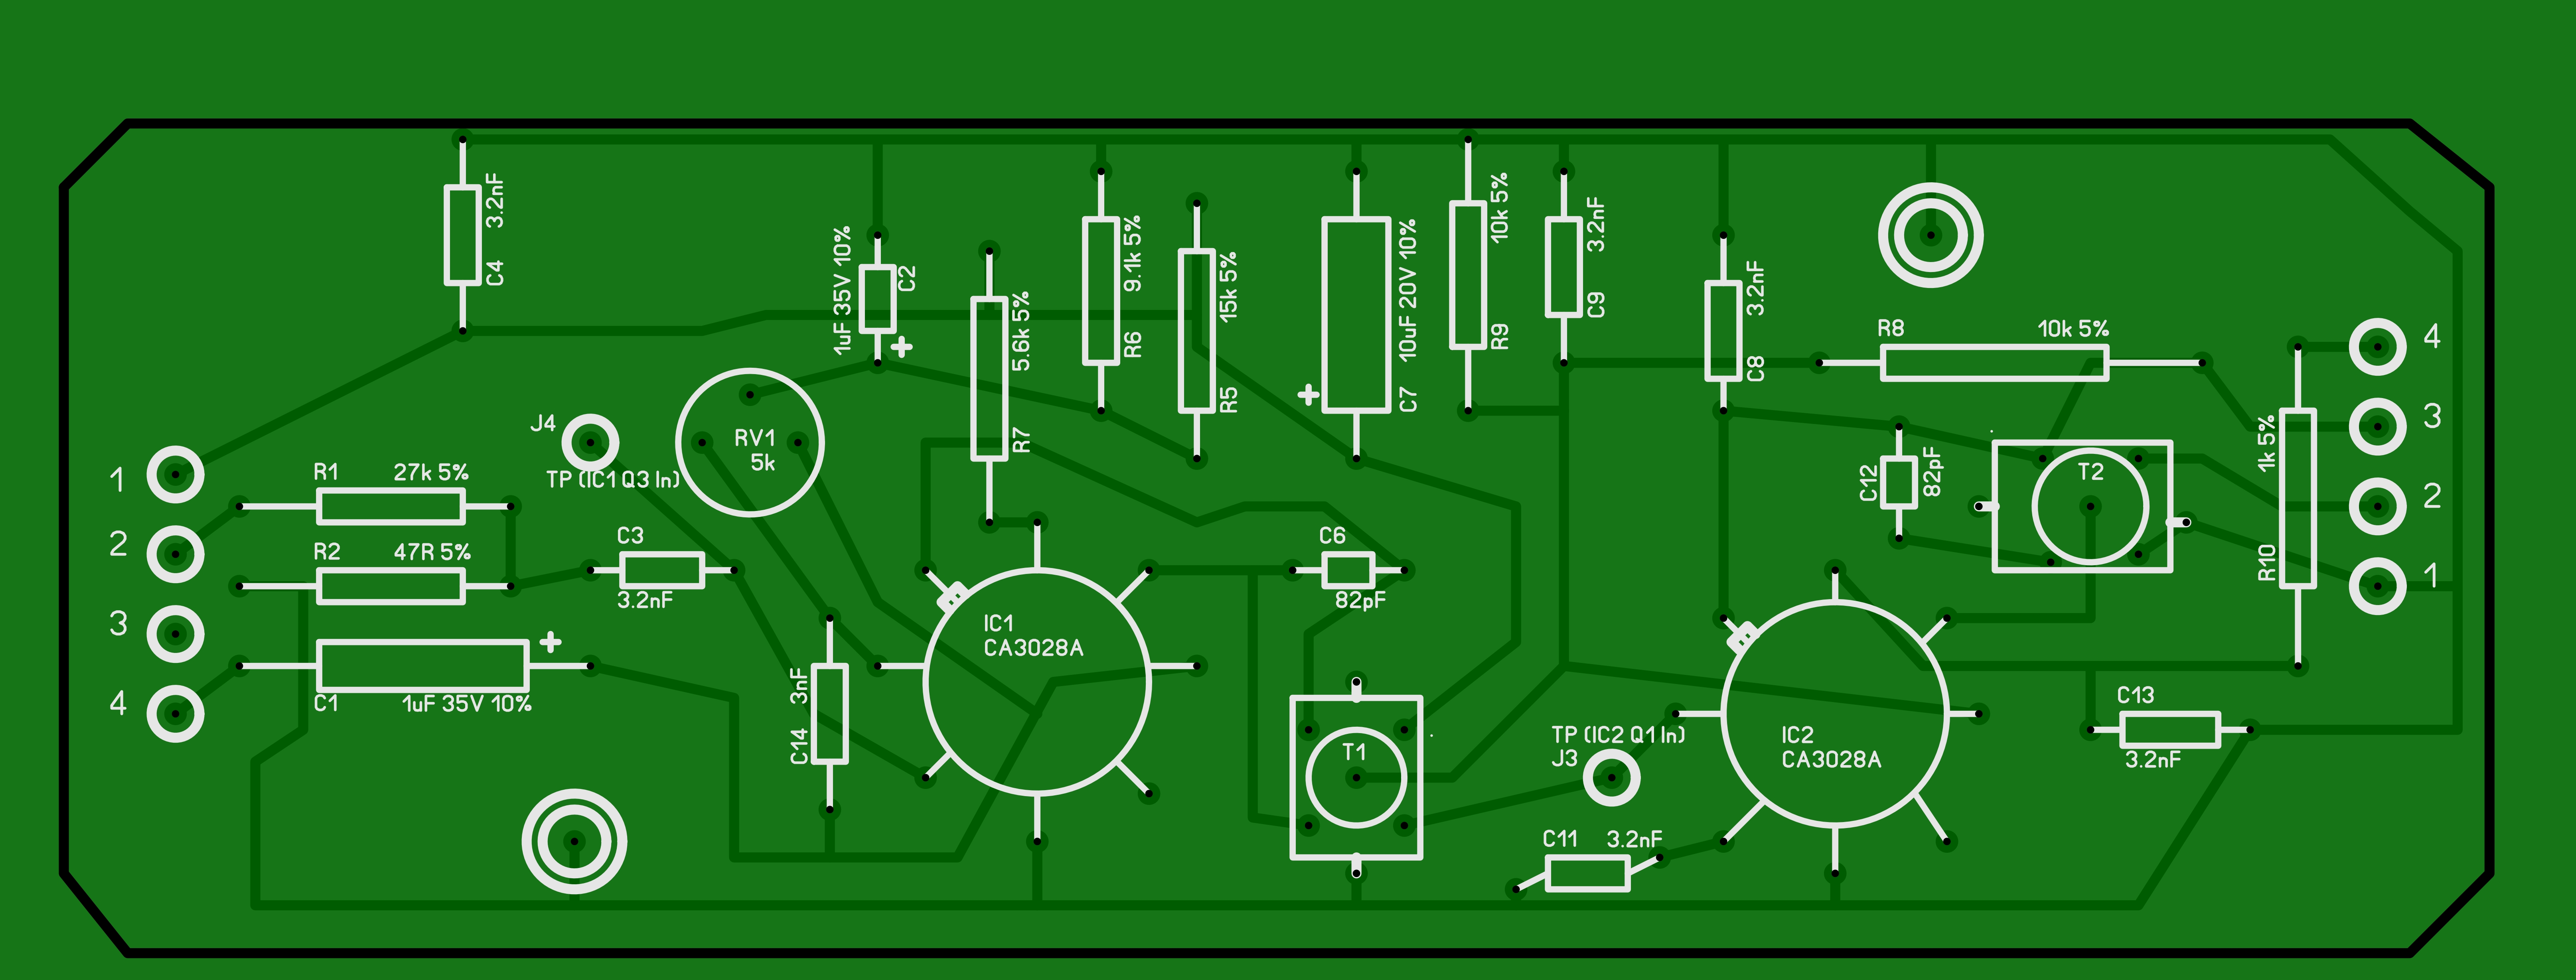 3.2nF
C4
1uF 35V 10%
C2
5.6k 5%
R7
9.1k 5%
R6
15k 5%
R5
10uF 20V 10%
C7
10k 5%
R9
3.2nF
C9
3.2nF
C8
R8 10k 5%
J4
TP (IC1 Q3 In)
RV1
5k
1
2
3
4
R1 27k 5%
R2 47R 5%
C1 1uF 35V 10%
C3
3.2nF
3nF
C14
IC1
CA3028A
C6
82pF
T1
TP (IC2 Q1 In)
J3
C11 3.2nF
IC2
CA3028A
C12
82pF
T2
1k 5%
R10
C13
3.2nF
4
3
2
1
+
+
+